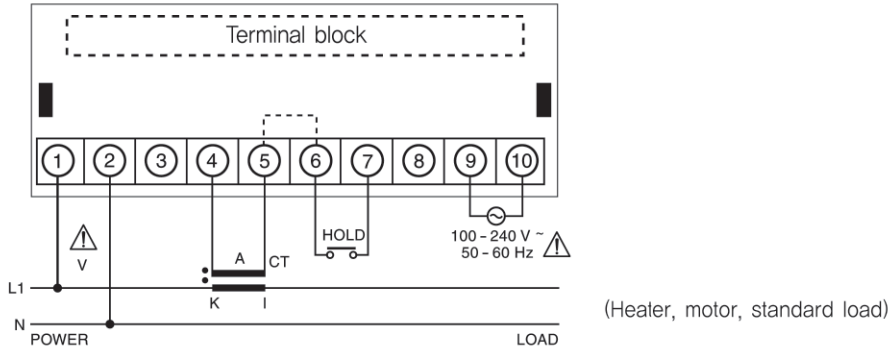 Terminal block
1 2 3 4 5 6 7 8 9 10
HOLD
100 - 240 V ~
50 - 60 Hz
V
A CT
L1
K I
(Heater, motor, standard load)
N
POWER LOAD